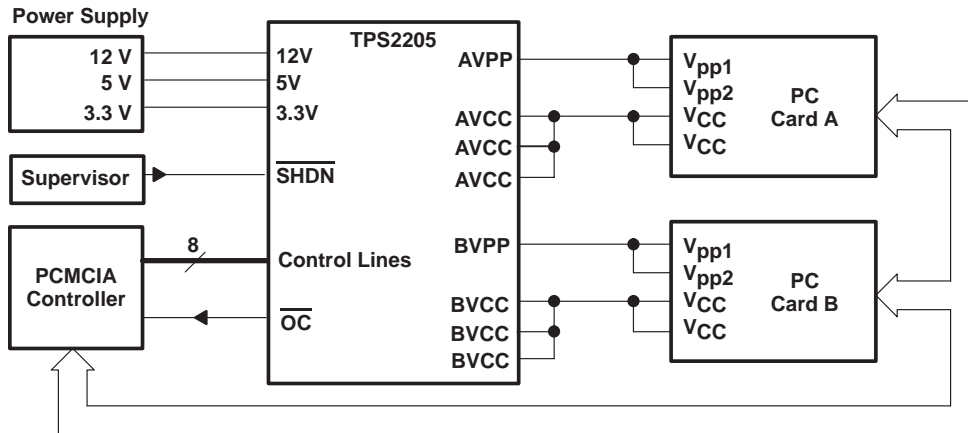 Power Supply
12 V
5 V
3.3 V
Supervisor
PCMCIA
Controller
8
TPS2205
12V
5V
3.3V
SHDN
Control Lines
OC
AVPP
AVCC
AVCC
AVCC
BVPP
BVCC
BVCC
BVCC
Vpp1
Vpp2
VCC
VCC
PC
Card A
Vpp1
Vpp2
VCC
VCC
PC
Card B